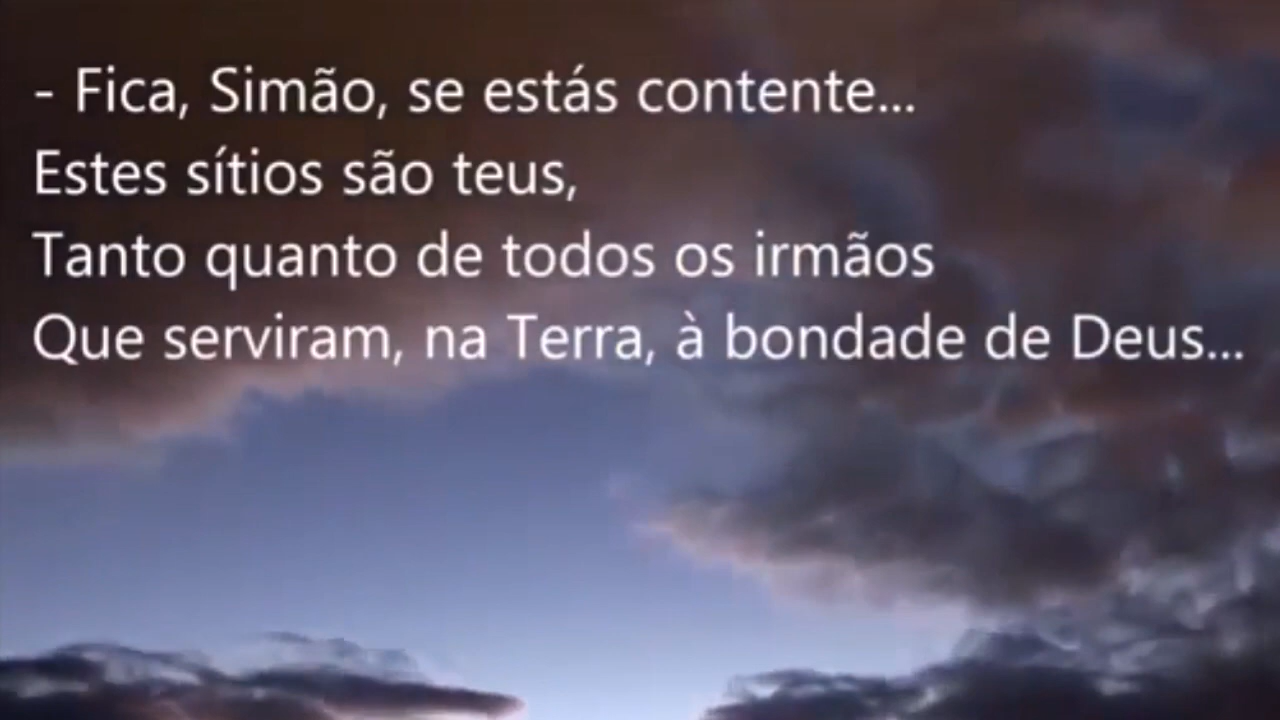 - Fica, Simão, se estás contente...
Estes sítios são teus,
Tanto quanto de todos os irmãos
Que serviram, na Terra, à bondade de Deus...